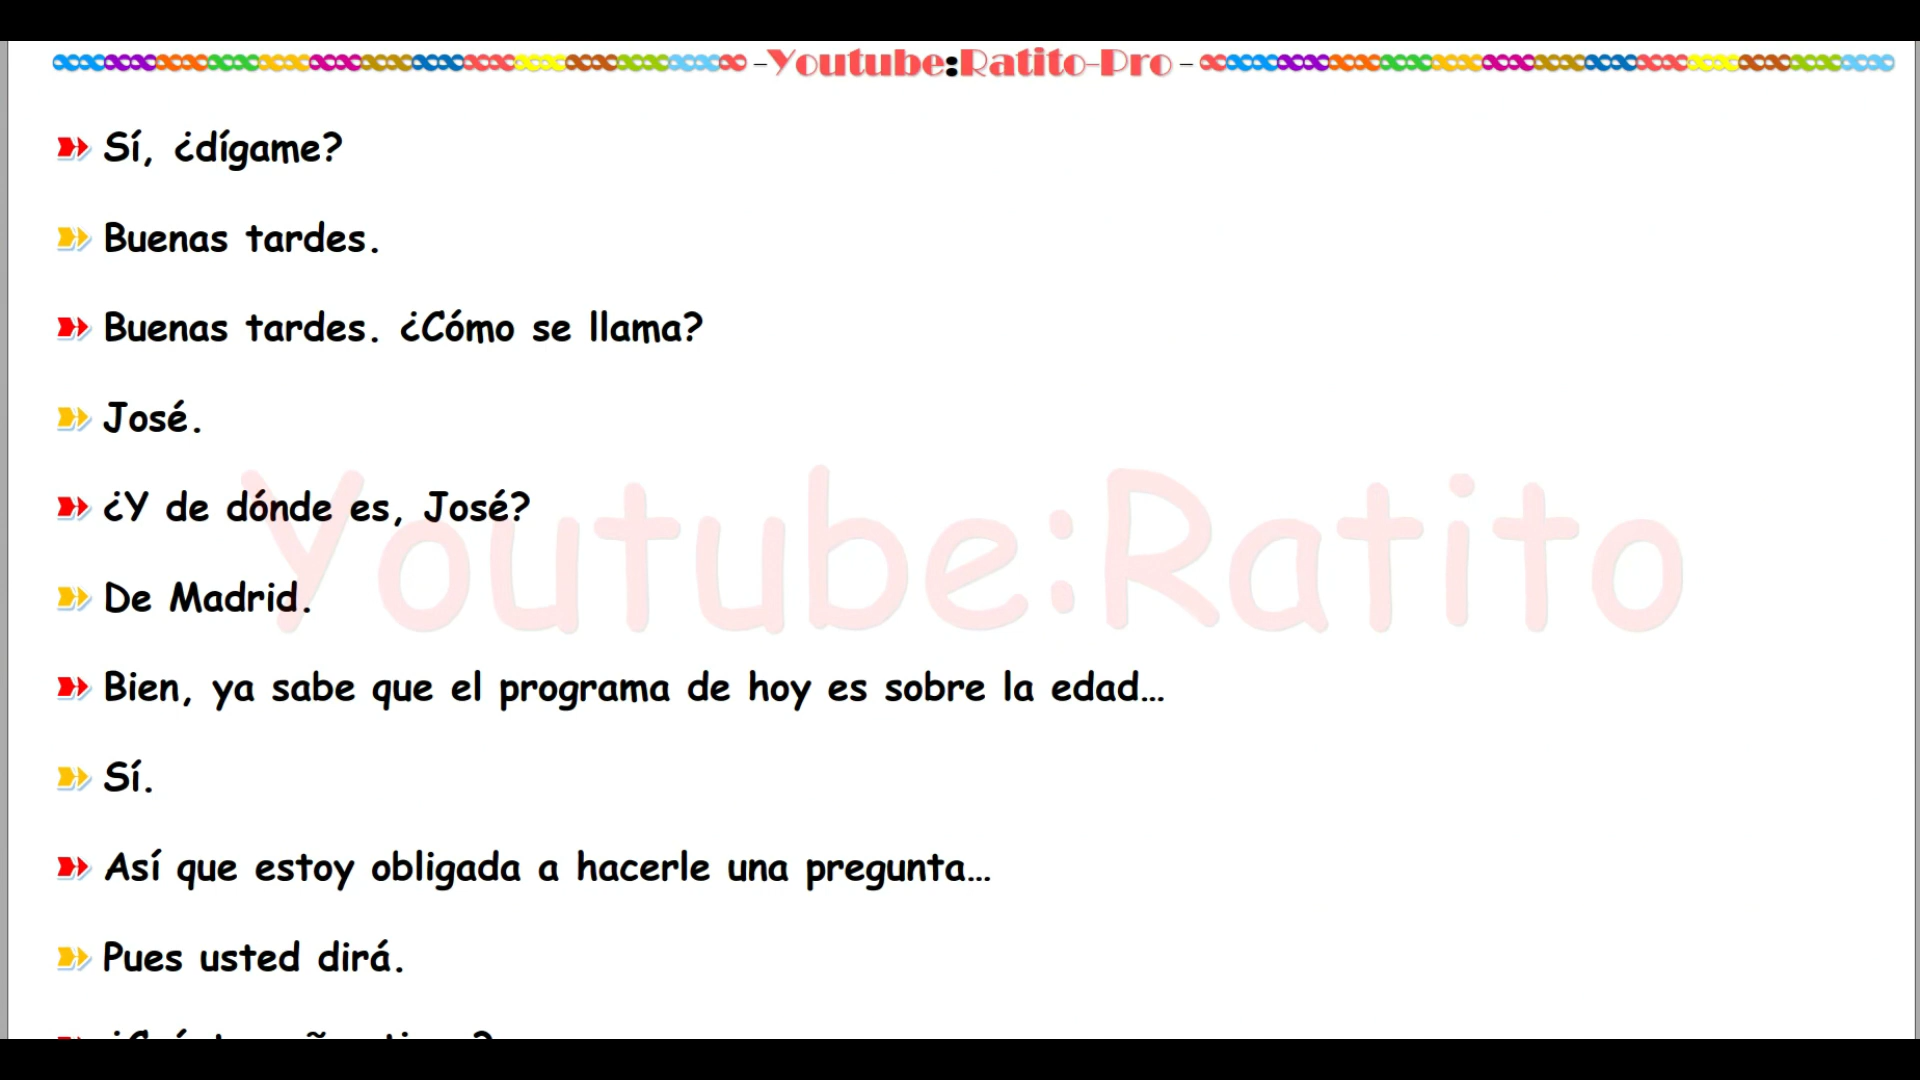 -Youtube:Ratito-Pro -
Sí, ¿dígame?
Buenas tardes.
Buenas tardes. ¿Cómo se llama?
José.
¿Y de dónde es, José?
Youtube:Ratito
De Madrid.
Bien, ya sabe que el programa de hoy es sobre la edad...
Sí.
Así que estoy obligada a hacerle una pregunta...
Pues usted dirá.